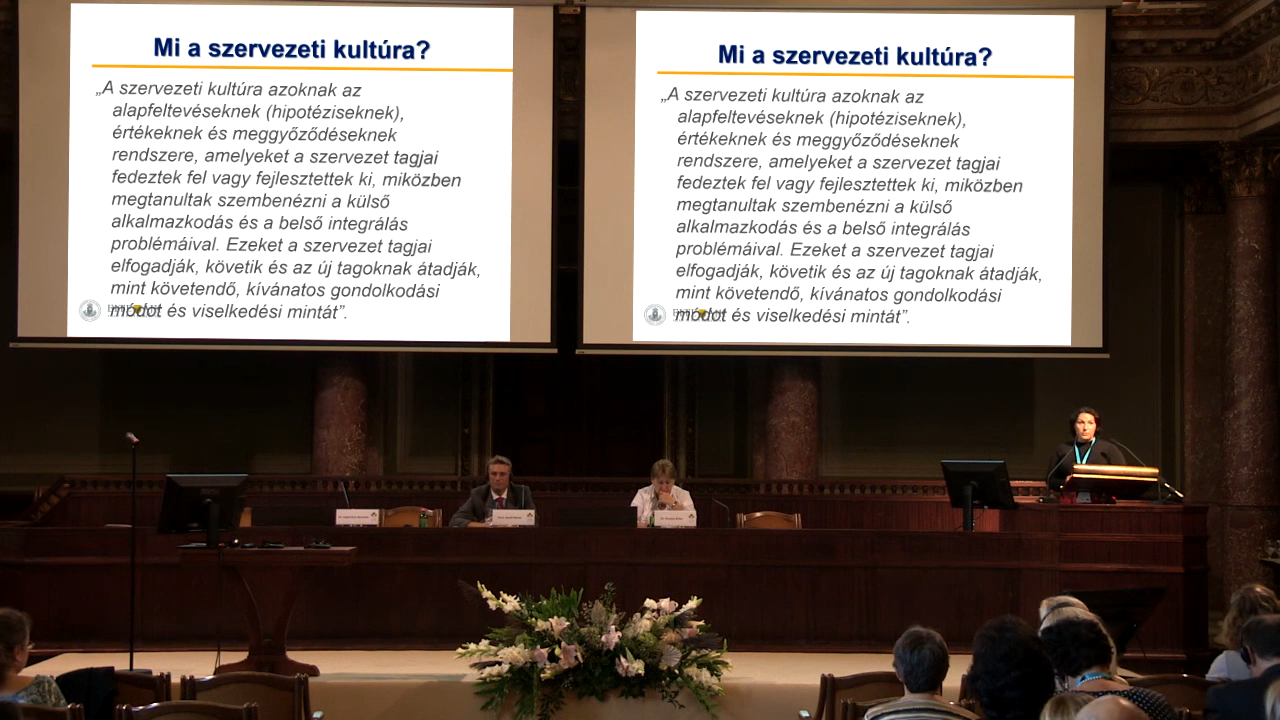 Mi a szervezeti kultúra?
„A szervezeti kultúra azoknak az
alapfeltevéseknek (hipotéziseknek),
értékeknek és meggyőződéseknek
rendszere, amelyeket a szervezet tagjai
fedeztek fel vagy fejlesztettek ki, miközben
megtanultak szembenézni a külső
alkalmazkodás és a belső integrálás
problémáival. Ezeket a szervezet tagjai
elfogadják, követik és az új tagoknak átadják,
mint követendő, kívánatos gondolkodási
módot és viselkedési mintát”.
Mi a szervezeti kultúra?
„A szervezeti kultúra azoknak az
alapfeltevéseknek (hipotéziseknek),
értékeknek és meggyőződéseknek
rendszere, amelyeket a szervezet tagjai
fedeztek fel vagy fejlesztettek ki, miközben
megtanultak szembenézni a külső
alkalmazkodás és a belső integrálás
problémáival. Ezeket a szervezet tagjai
elfogadják, követik és az új tagoknak átadják,
mint követendő, kívánatos gondolkodási
módot és viselkedési mintát”.